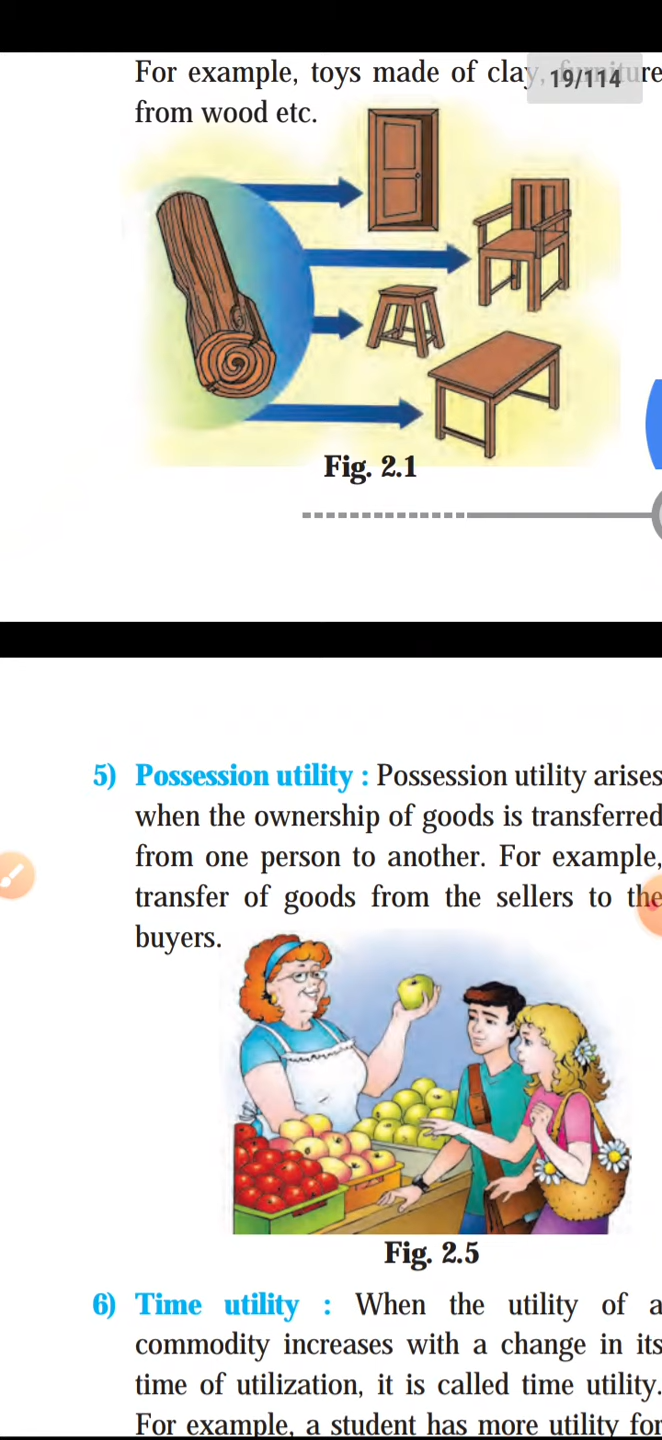 For example, toys made of clay, furniture
19/114
from wood etc.
Fig. 2.1
5) Possession utility : Possession utility arises
when the ownership of goods is transferred
from one person to another. For example,
transfer of goods from the sellers to the
buyers.
Fig. 2.5
6) Time utility : When the utility of a
commodity increases with a change in its
time of utilization, it is called time utility.
For example, a student has more utility for